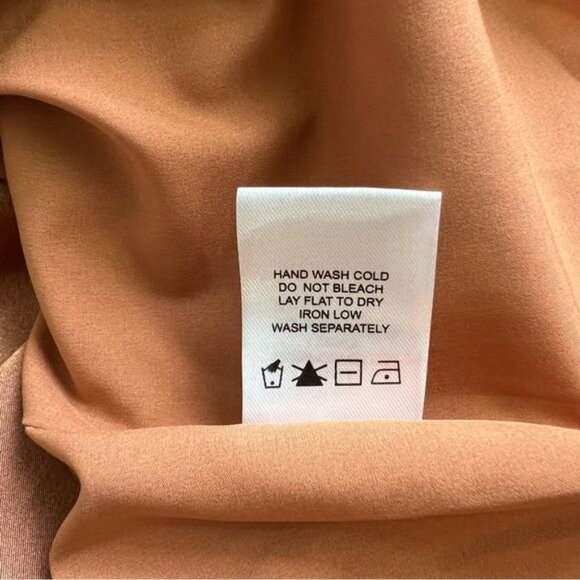 HAND WASH COLD
DO NOT BLEACH
LAY FLAT TO DRY
IRON LOW
WASH SEPARATELY